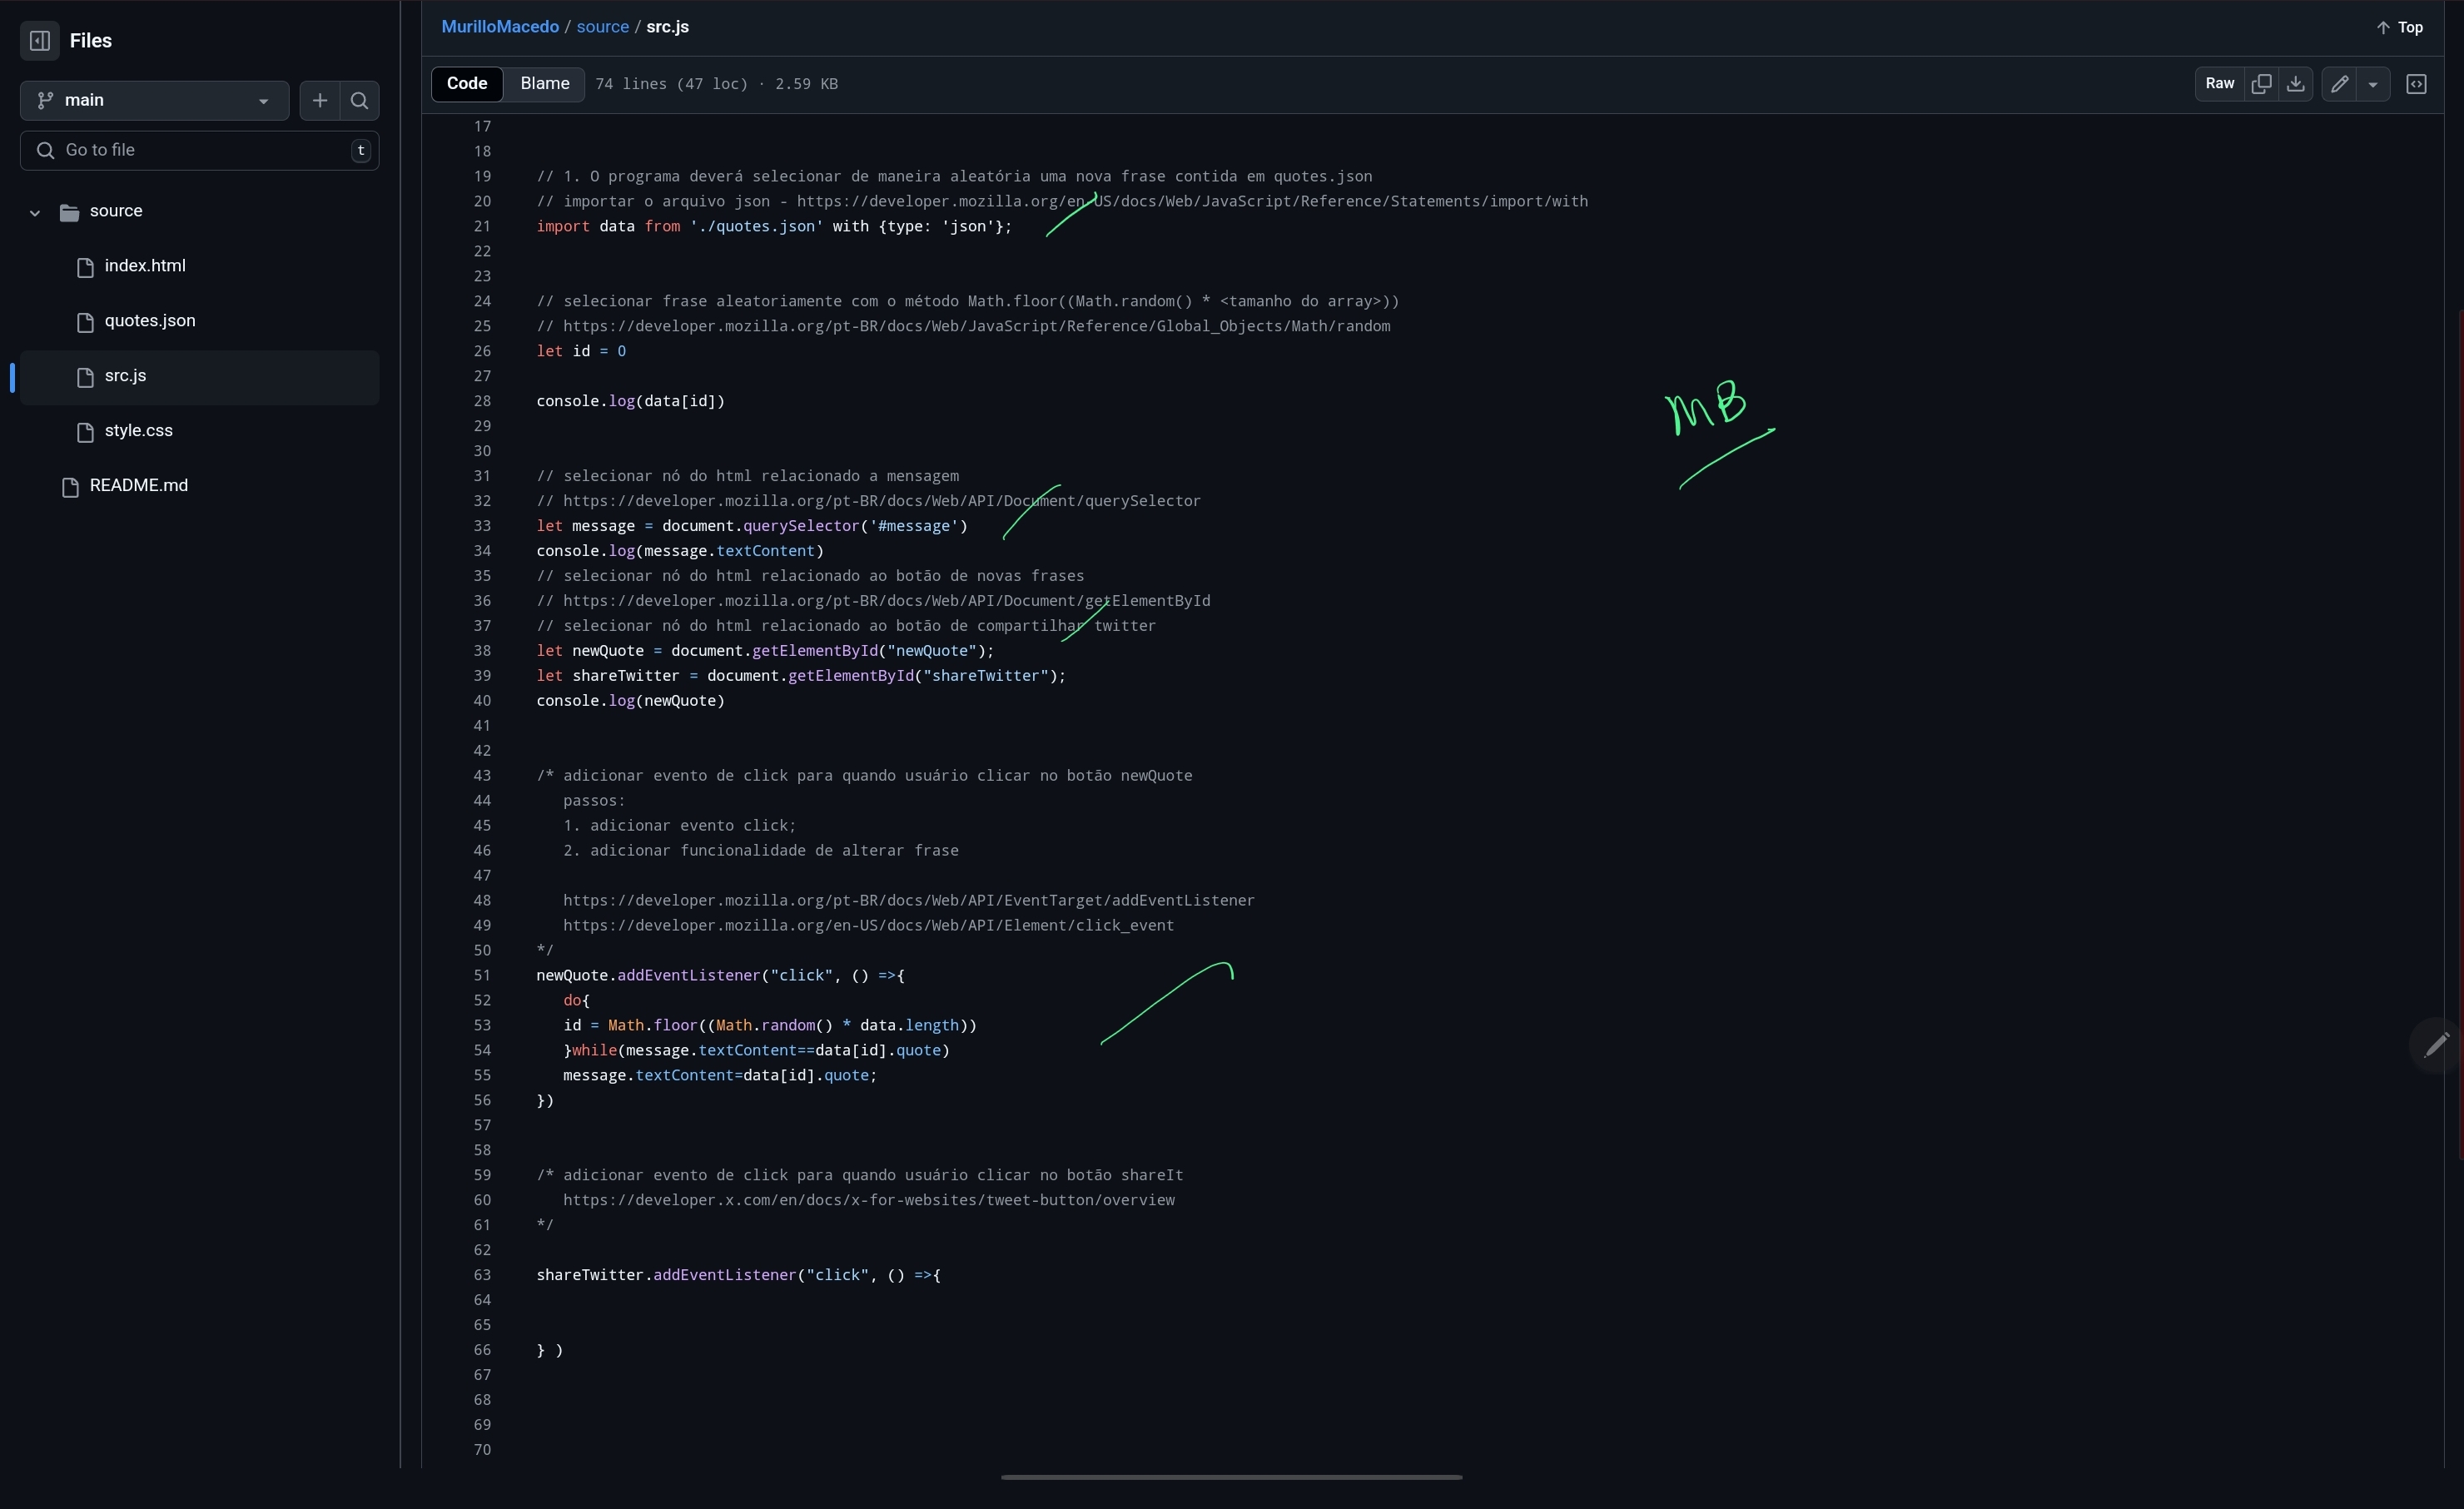 Files
main
Go to file
t
source
index.html
quotes.json
src.js
style.css
README.md
MurilloMacedo / source / src.js
Top
Code Blame 74 lines (47 loc) · 2.59 KB
Raw
17
18
19 // 1. O programa deverá selecionar de maneira aleatória uma nova frase contida em quotes.json
20 // importar o arquivo json - https://developer.mozilla.org/en-US/docs/Web/JavaScript/Reference/Statements/import/with
21 import data from './quotes.json' with {type: 'json'};
22
23
24 // selecionar frase aleatoriamente com o método Math.floor((Math.random() * <tamanho do array>))
25 // https://developer.mozilla.org/pt-BR/docs/Web/JavaScript/Reference/Global_Objects/Math/random
26 let id = 0
27
28 console.log(data[id])
MB
29
30
31 // selecionar nó do html relacionado a mensagem
32 // https://developer.mozilla.org/pt-BR/docs/Web/API/Document/querySelector
33 let message = document.querySelector('#message')
34 console.log(message.textContent)
35 // selecionar nó do html relacionado ao botão de novas frases
36 // https://developer.mozilla.org/pt-BR/docs/Web/API/Document/getElementById
37 // selecionar nó do html relacionado ao botão de compartilhar twitter
38 let newQuote = document.getElementById("newQuote");
39 let shareTwitter = document.getElementById("shareTwitter");
40 console.log(newQuote)
41
42
43 /* adicionar evento de click para quando usuário clicar no botão newQuote
44 passos:
45 1. adicionar evento click;
46 2. adicionar funcionalidade de alterar frase
47
48 https://developer.mozilla.org/pt-BR/docs/Web/API/EventTarget/addEventListener
49 https://developer.mozilla.org/en-US/docs/Web/API/Element/click_event
50 */
51 newQuote.addEventListener("click", () =>{
52 do{
53 id = Math.floor((Math.random() * data.length))
54 }while(message.textContent==data[id].quote)
55 message.textContent=data[id].quote;
56 })
57
58
59 /* adicionar evento de click para quando usuário clicar no botão shareIt
60 https://developer.x.com/en/docs/x-for-websites/tweet-button/overview
61 */
62
63 shareTwitter.addEventListener("click", () =>{
64
65
66 } )
67
68
69
70